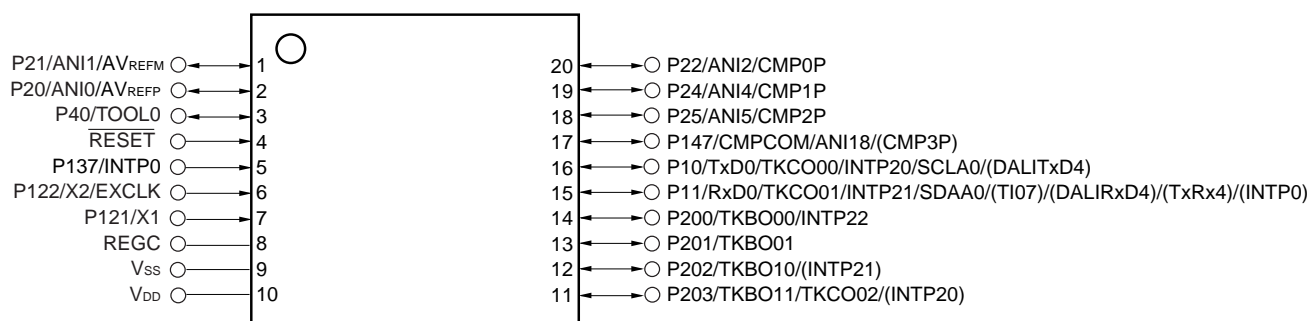 P21/ANI1/AVREFM 1 20 P22/ANI2/CMP0P
P20/ANI0/AVREFP 2 19 P24/ANI4/CMP1P
P40/TOOL0 3 18 P25/ANI5/CMP2P
RESET 4 17 P147/CMPCOM/ANI18/(CMP3P)
P137/INTP0 5 16 P10/TxD0/TKCO00/INTP20/SCLA0/(DALITxD4)
P122/X2/EXCLK 6 15 P11/RxD0/TKCO01/INTP21/SDAA0/(TI07)/(DALIRxD4)/(TxRx4)/(INTP0)
P121/X1 7 14 P200/TKBO00/INTP22
REGC 8 13 P201/TKBO01
VSS 9 12 P202/TKBO10/(INTP21)
VDD 10 11 P203/TKBO11/TKCO02/(INTP20)